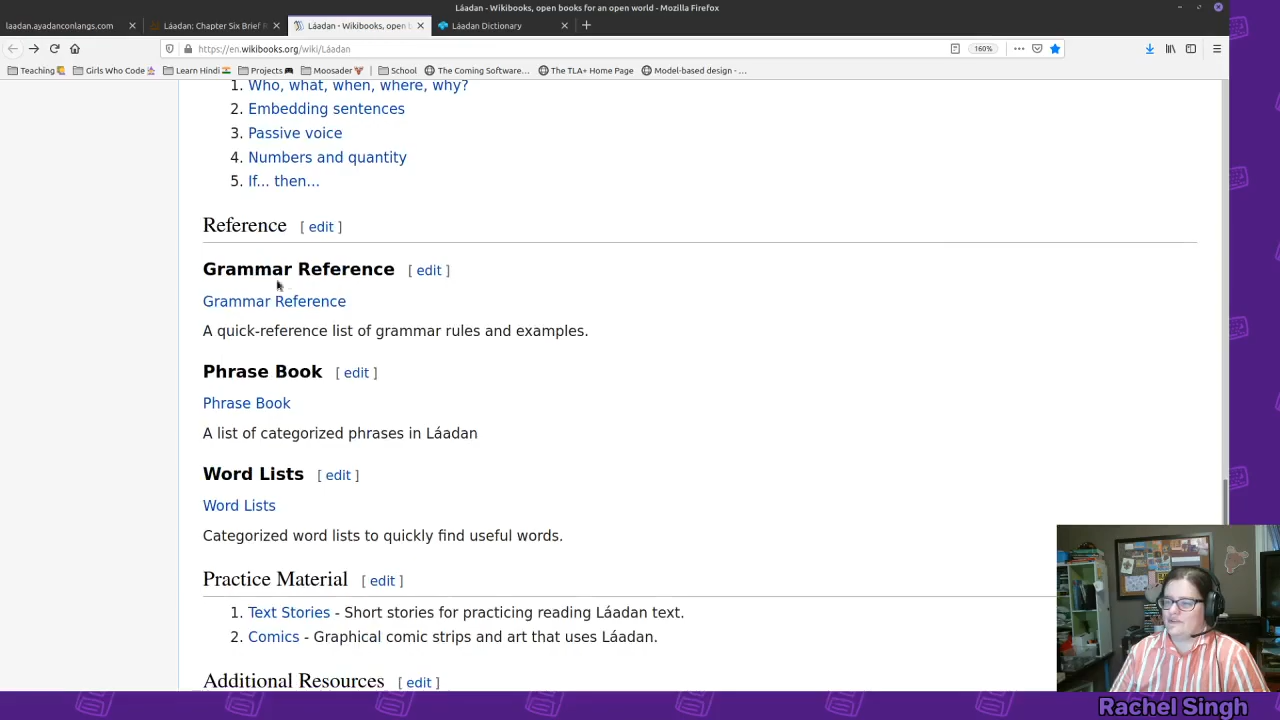 Láadan - Wikibooks, open books for an open world - Mozilla Firefox
laadan.ayadanconlangs.com
Láadan; Chapter Six Brief R
Láadan - Wikibooks, open b
Láadan Dictionary
https://en.wikibooks.org/wiki/Láadan
160%
Teaching
Girls Who Code
Learn Hindi
Projects
Moosader
School
The Coming Software...
The TLA+ Home Page
Model-based design - ...
1. Who, what, when, where, why?
2. Embedding sentences
3. Passive voice
4. Numbers and quantity
5. If... then...
Reference [ edit ]
Grammar Reference [ edit ]
Grammar Reference
A quick-reference list of grammar rules and examples.
Phrase Book [ edit ]
Phrase Book
A list of categorized phrases in Láadan
Word Lists [ edit ]
Word Lists
Categorized word lists to quickly find useful words.
Practice Material [ edit ]
1. Text Stories - Short stories for practicing reading Láadan text.
2. Comics - Graphical comic strips and art that uses Láadan.
Additional Resources [ edit ]
Rachel Singh